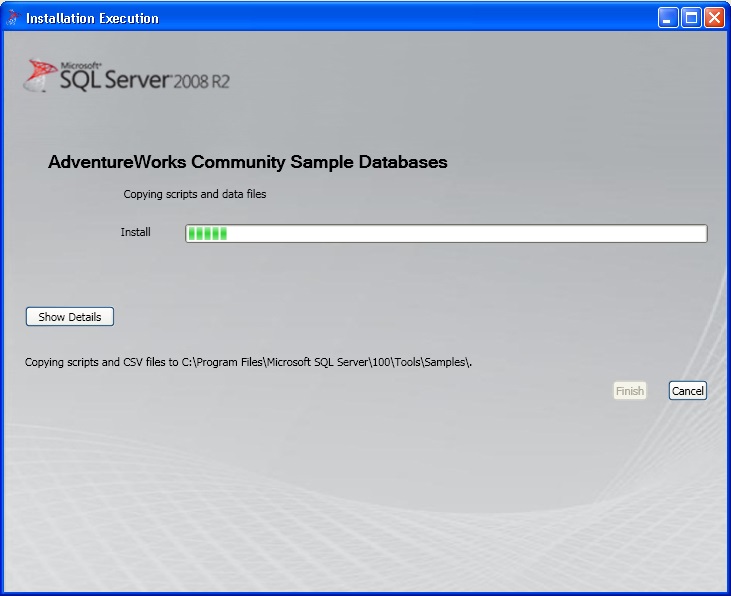 Installation Execution
Microsoft®
SQL Server® 2008 R2
AdventureWorks Community Sample Databases
Copying scripts and data files
Install
Show Details
Copying scripts and CSV files to C:\Program Files\Microsoft SQL Server\100\Tools\Samples\.
Finish
Cancel